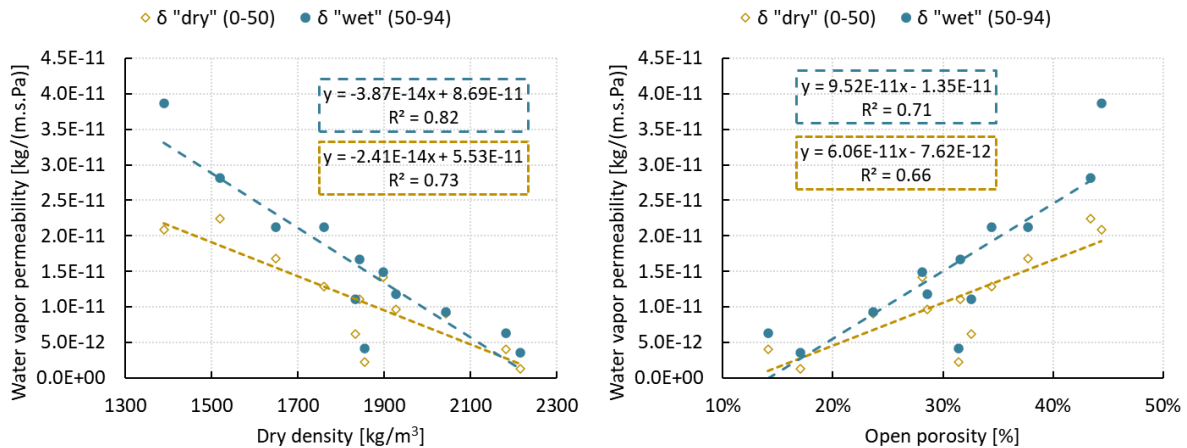 δ "dry" (0-50) δ "wet" (50-94)
Water vapor permeability [kg/(m.s.Pa)]
4.5E-11
4.0E-11
3.5E-11
3.0E-11
2.5E-11
2.0E-11
1.5E-11
1.0E-11
5.0E-12
0.0E+00
y = -3.87E-14x + 8.69E-11
R² = 0.82
y = -2.41E-14x + 5.53E-11
R² = 0.73
1300 1500 1700 1900 2100 2300
Dry density [kg/m³]
δ "dry" (0-50) δ "wet" (50-94)
Water vapor permeability [kg/(m.s.Pa)]
4.5E-11
4.0E-11
3.5E-11
3.0E-11
2.5E-11
2.0E-11
1.5E-11
1.0E-11
5.0E-12
0.0E+00
y = 9.52E-11x - 1.35E-11
R² = 0.71
y = 6.06E-11x - 7.62E-12
R² = 0.66
10% 20% 30% 40% 50%
Open porosity [%]